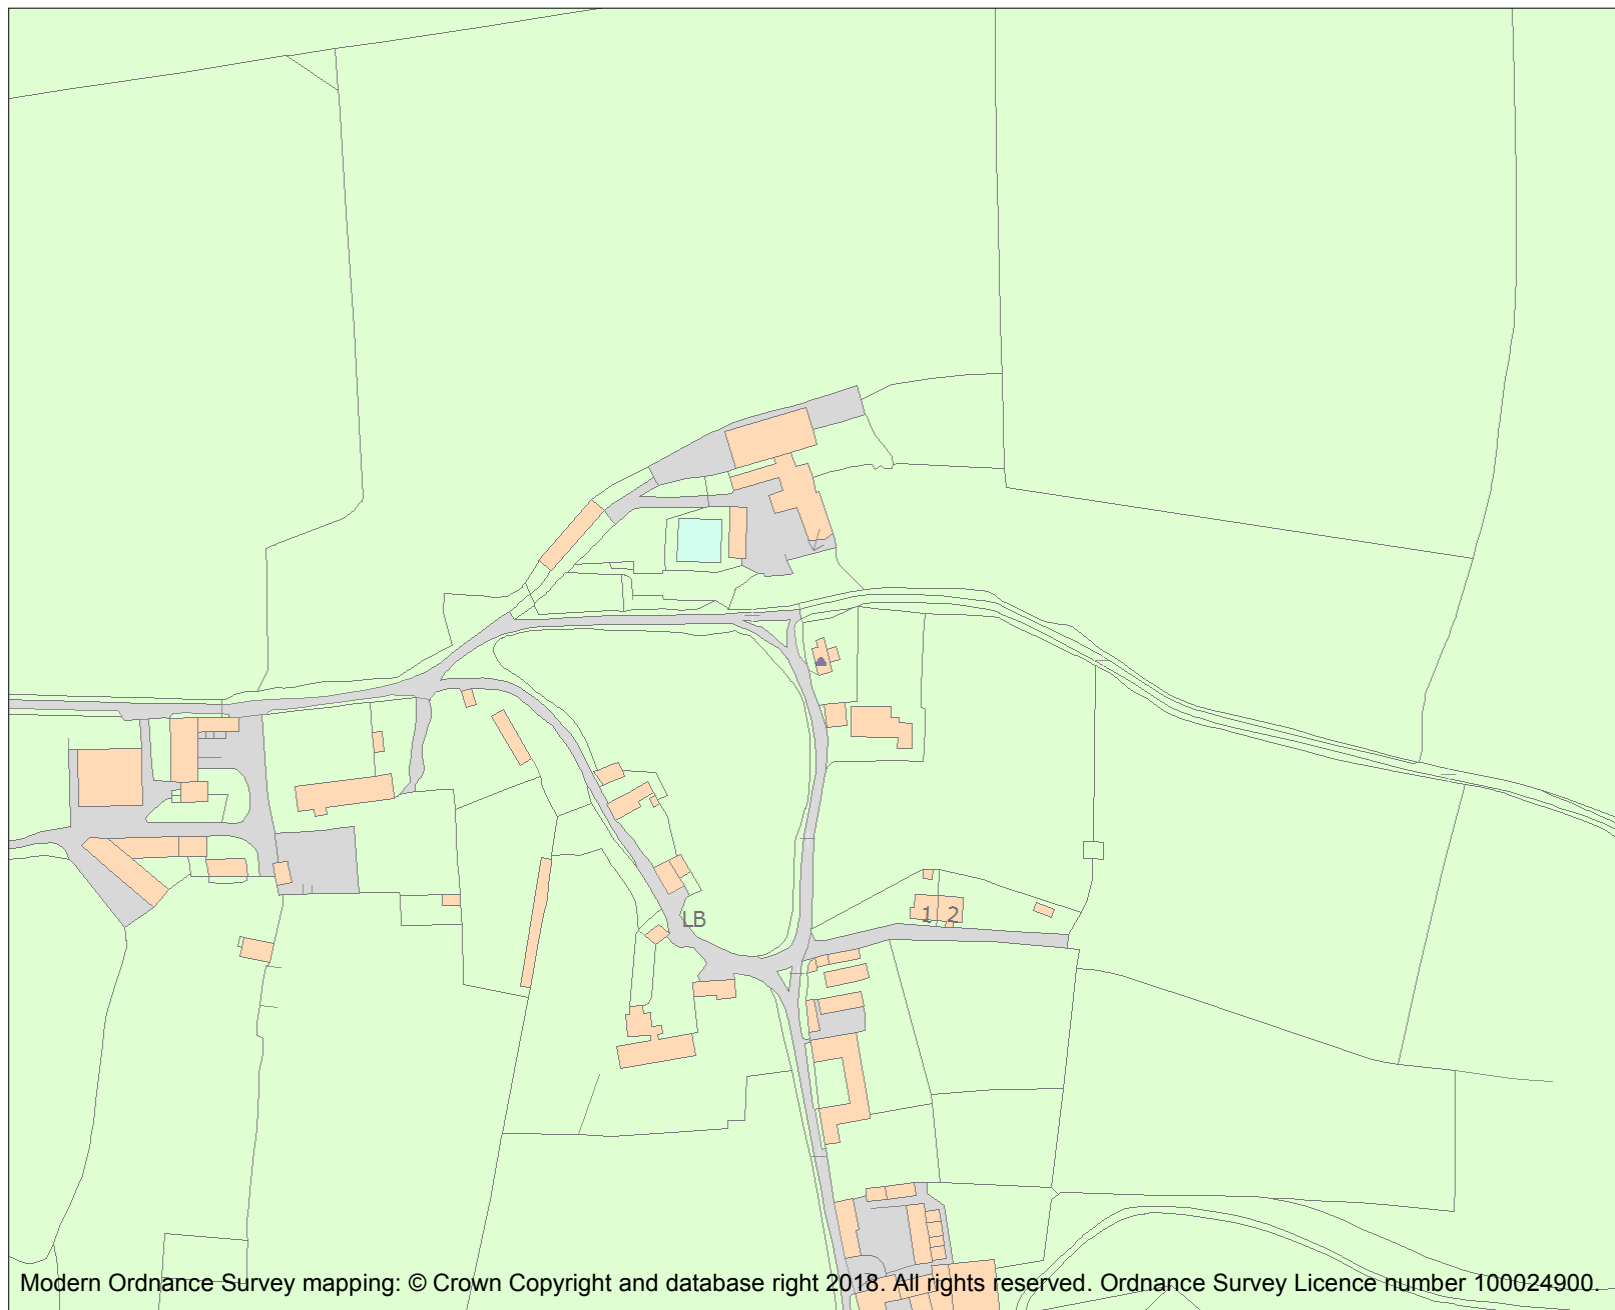 LB
1 2
Modern Ordnance Survey mapping: © Crown Copyright and database right 2018. All rights reserved. Ordnance Survey Licence number 100024900.